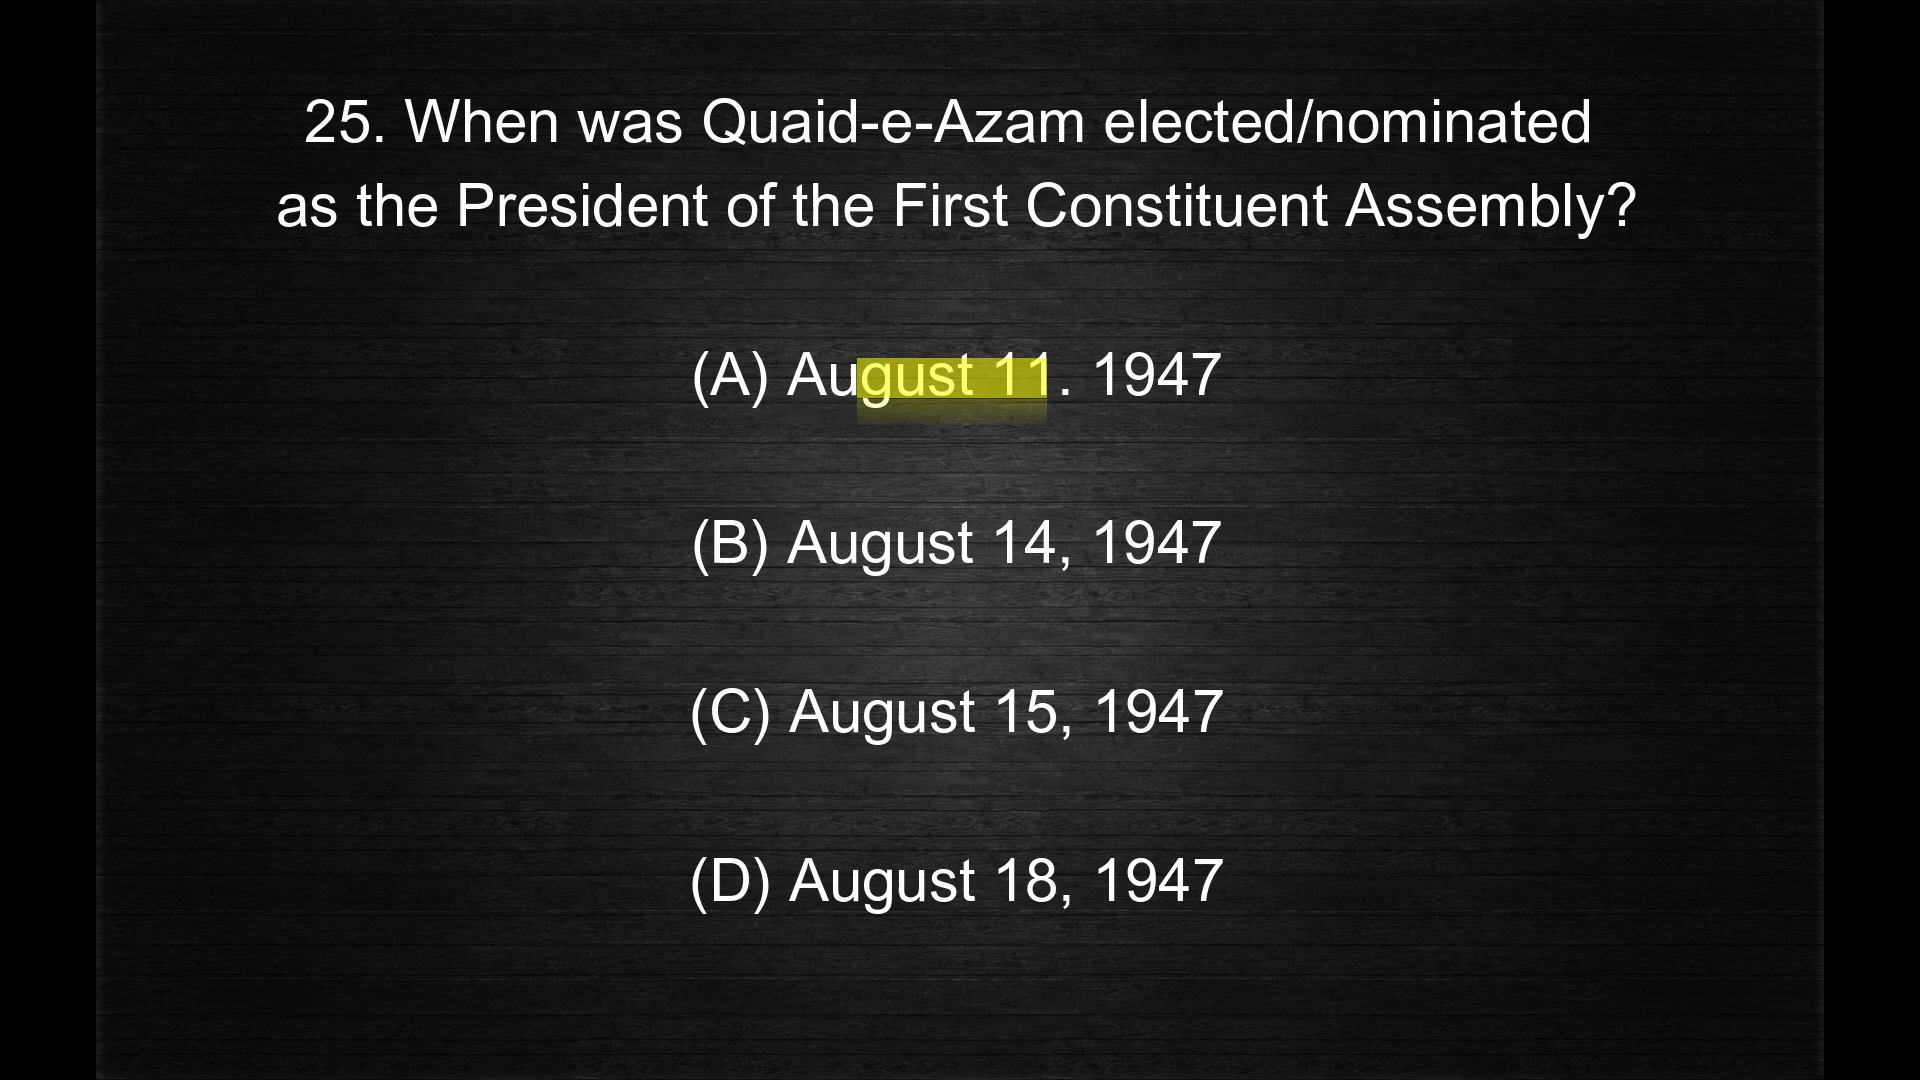 25. When was Quaid-e-Azam elected/nominated
as the President of the First Constituent Assembly?
(A) August 11. 1947
(B) August 14, 1947
(C) August 15, 1947
(D) August 18, 1947